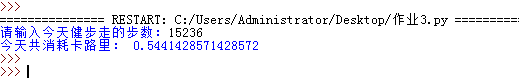 >>>
=============== RESTART: C:/Users/Administrator/Desktop/作业3.py ===========
请输入今天健步走的步数：15236
今天共消耗卡路里： 0.5441428571428572
>>>
>>>